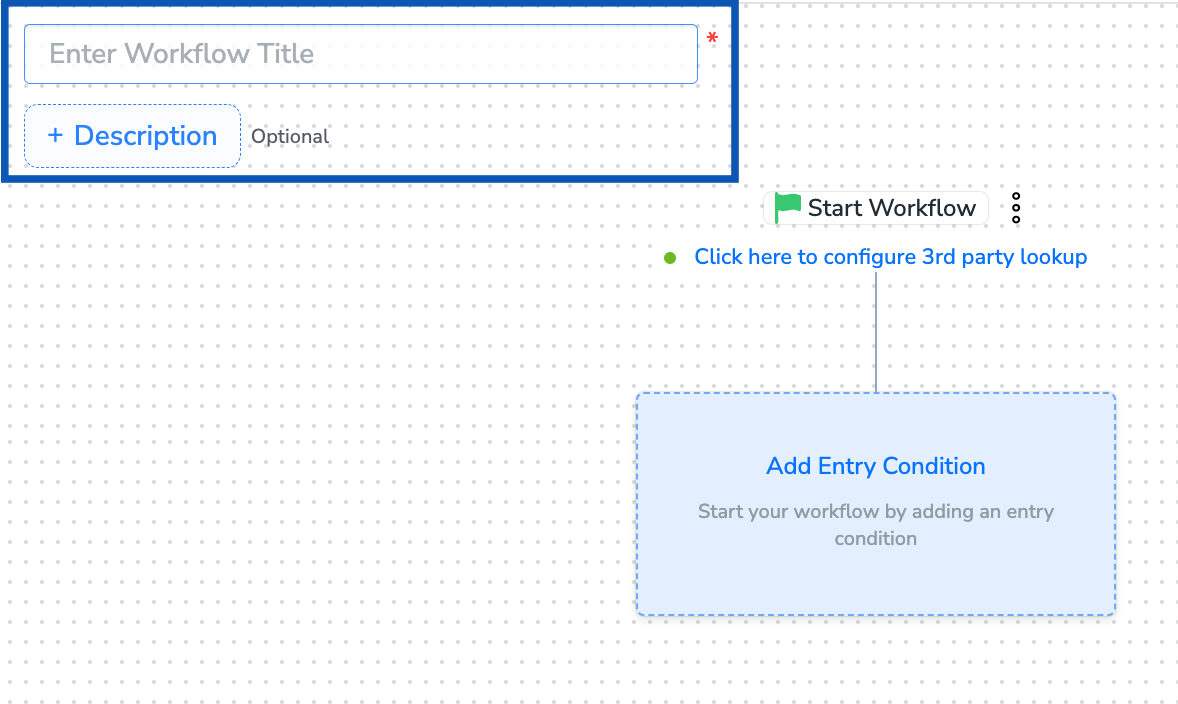 Enter Workflow Title
*
+ Description
Optional
Start Workflow
Click here to configure 3rd party lookup
Add Entry Condition
Start your workflow by adding an entry
condition